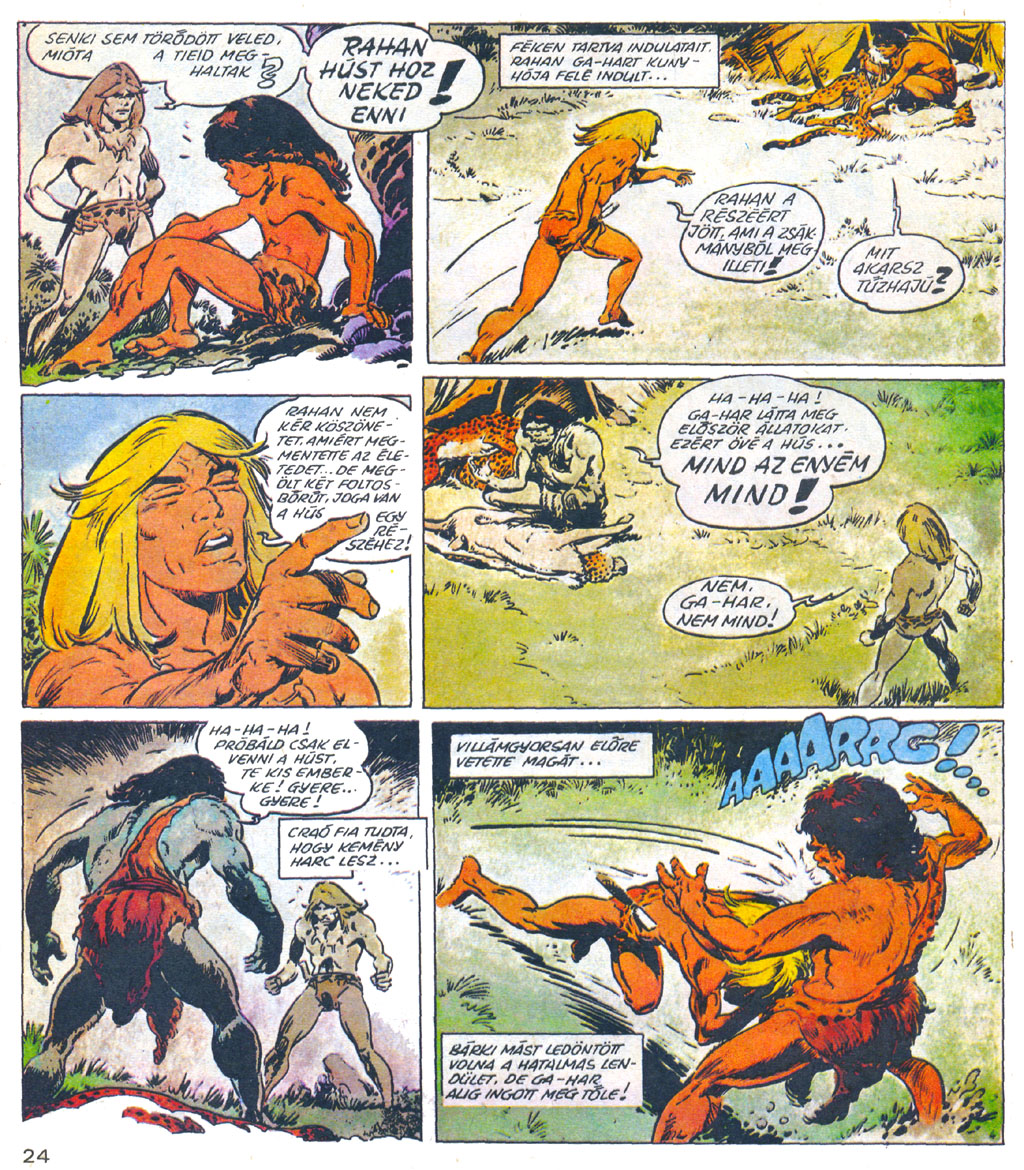 SENKI SEM TÖRŐDÖTT VELED,
MIÓTA A TIEID MEG-
HALTAK ?
RAHAN
HÚST HOZ
NEKED
ENNI !
FÉKEN TARTVA INDULATAIT.
RAHAN GA-HART KUNY-
HÓJA FELÉ INDULT...
RAHAN A
RÉSZÉÉRT
JÖTT, AMI A ZSÁK-
MÁNYBÓL MEG-
ILLETI!
MIT
AKARSZ
TŰZHAJÚ?
RAHAN NEM
KÉR KÖSZÖNE-
TET, AMIÉRT MEG-
MENTETTE AZ ÉLE-
TEDET... DE MEG-
ÖLT KÉT FOLTOS-
BŐRŰT, JOGA VAN
A HÚS EGY
RÉ-
SZÉHEZ!
HA-HA-HA!
GA-HAR LÁTTA MEG
ELŐSZÖR ÁLLATOKAT.
EZÉRT ÖVÉ A HÚS...
MIND AZ ENYÉM
MIND!
NEM,
GA-HAR,
NEM MIND!
HA-HA-HA!
PRÓBÁLD CSAK EL-
VENNI A HÚST,
TE KIS EMBER-
KE! GYERE..
GYERE!
CRAÓ FIA TUDTA,
HOGY KEMÉNY
HARC LESZ...
VILLÁMGYORSAN ELŐRE
VETETTE MAGÁT...
AAAAARRG!...
BÁRKI MÁST LEDÖNTÖTT
VOLNA A HATALMAS LEN-
DÜLET, DE GA-HAR
ALIG INGOTT MEG TŐLE!
24